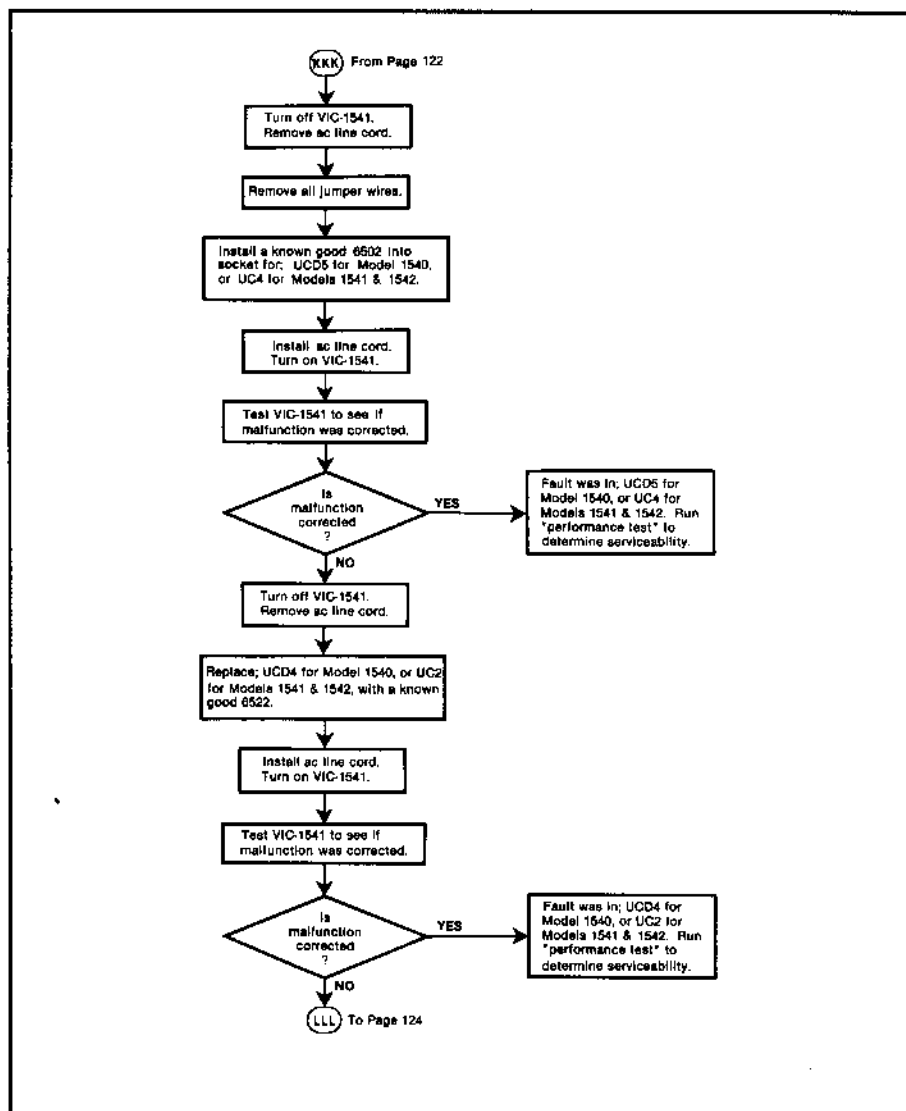 KKK From Page 122
Turn off VIC-1541.
Remove ac line cord.
Remove all jumper wires.
Install a known good 6502 into
socket for; UCD5 for Model 1540,
or UC4 for Models 1541 & 1542.
Install ac line cord.
Turn on VIC-1541.
Test VIC-1541 to see if
malfunction was corrected.
Is
malfunction
corrected
?
YES
Fault was in; UCD5 for
Model 1540, or UC4 for
Models 1541 & 1542. Run
"performance test" to
determine serviceability.
NO
Turn off VIC-1541.
Remove ac line cord.
Replace; UCD4 for Model 1540, or UC2
for Models 1541 & 1542, with a known
good 6522.
Install ac line cord.
Turn on VIC-1541.
Test VIC-1541 to see if
malfunction was corrected.
Is
malfunction
corrected
?
YES
Fault was in; UCD4 for
Model 1540, or UC2 for
Models 1541 & 1542. Run
"performance test" to
determine serviceability.
NO
LLL To Page 124